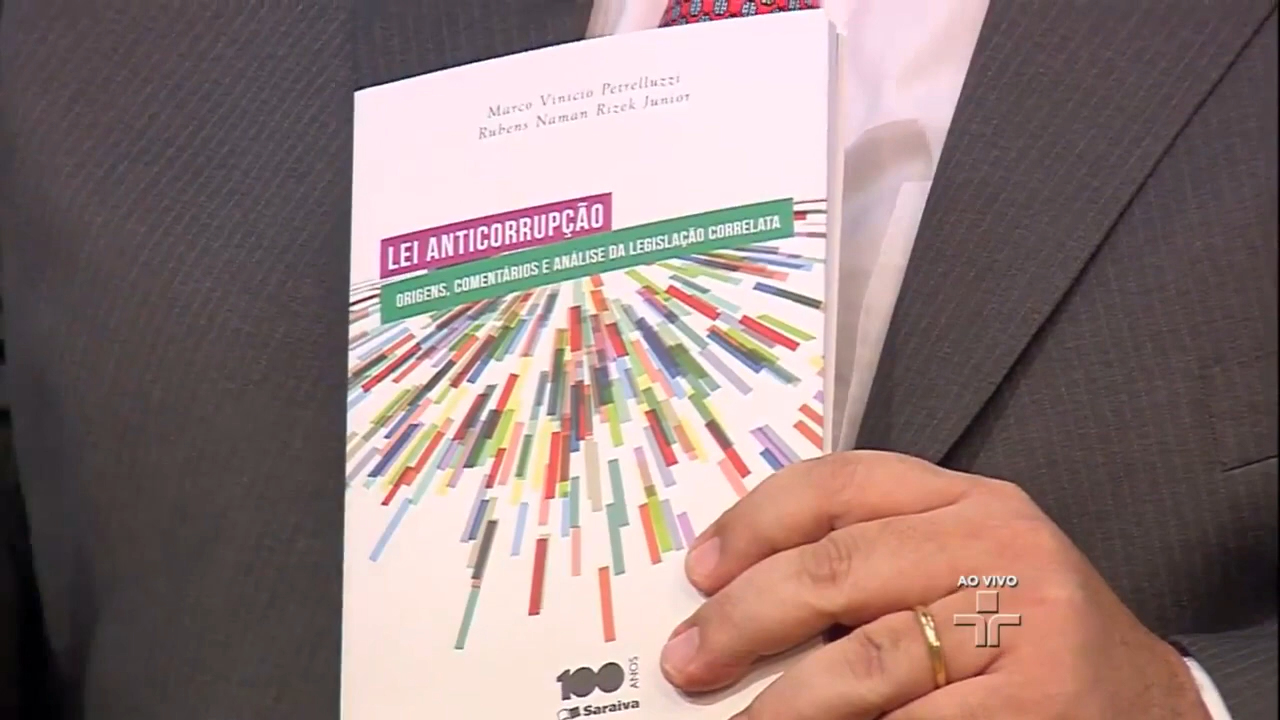 Marco Vinicio Petrelluzzi
Rubens Naman Rizek Junior
LEI ANTICORRUPÇÃO
ORIGENS, COMENTÁRIOS E ANÁLISE DA LEGISLAÇÃO CORRELATA
100 ANOS
Saraiva
AO VIVO